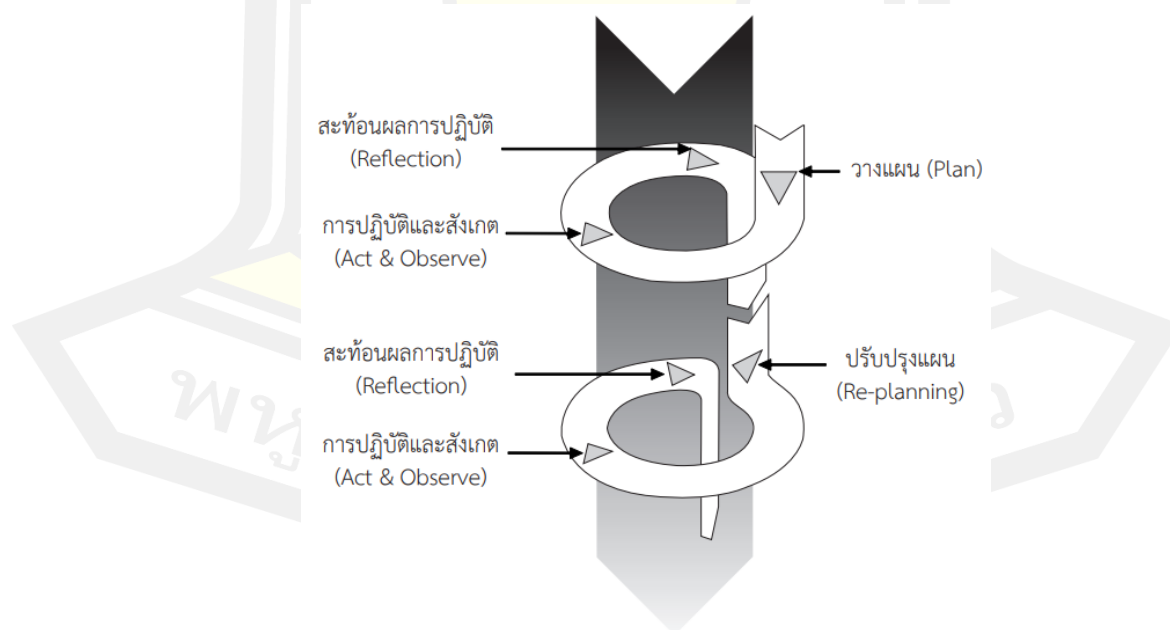 สะท้อนผลการปฏิบัติ
(Reflection)
วางแผน (Plan)
การปฏิบัติและสังเกต
(Act & Observe)
สะท้อนผลการปฏิบัติ
(Reflection)
ปรับปรุงแผน
(Re-planning)
การปฏิบัติและสังเกต
(Act & Observe)